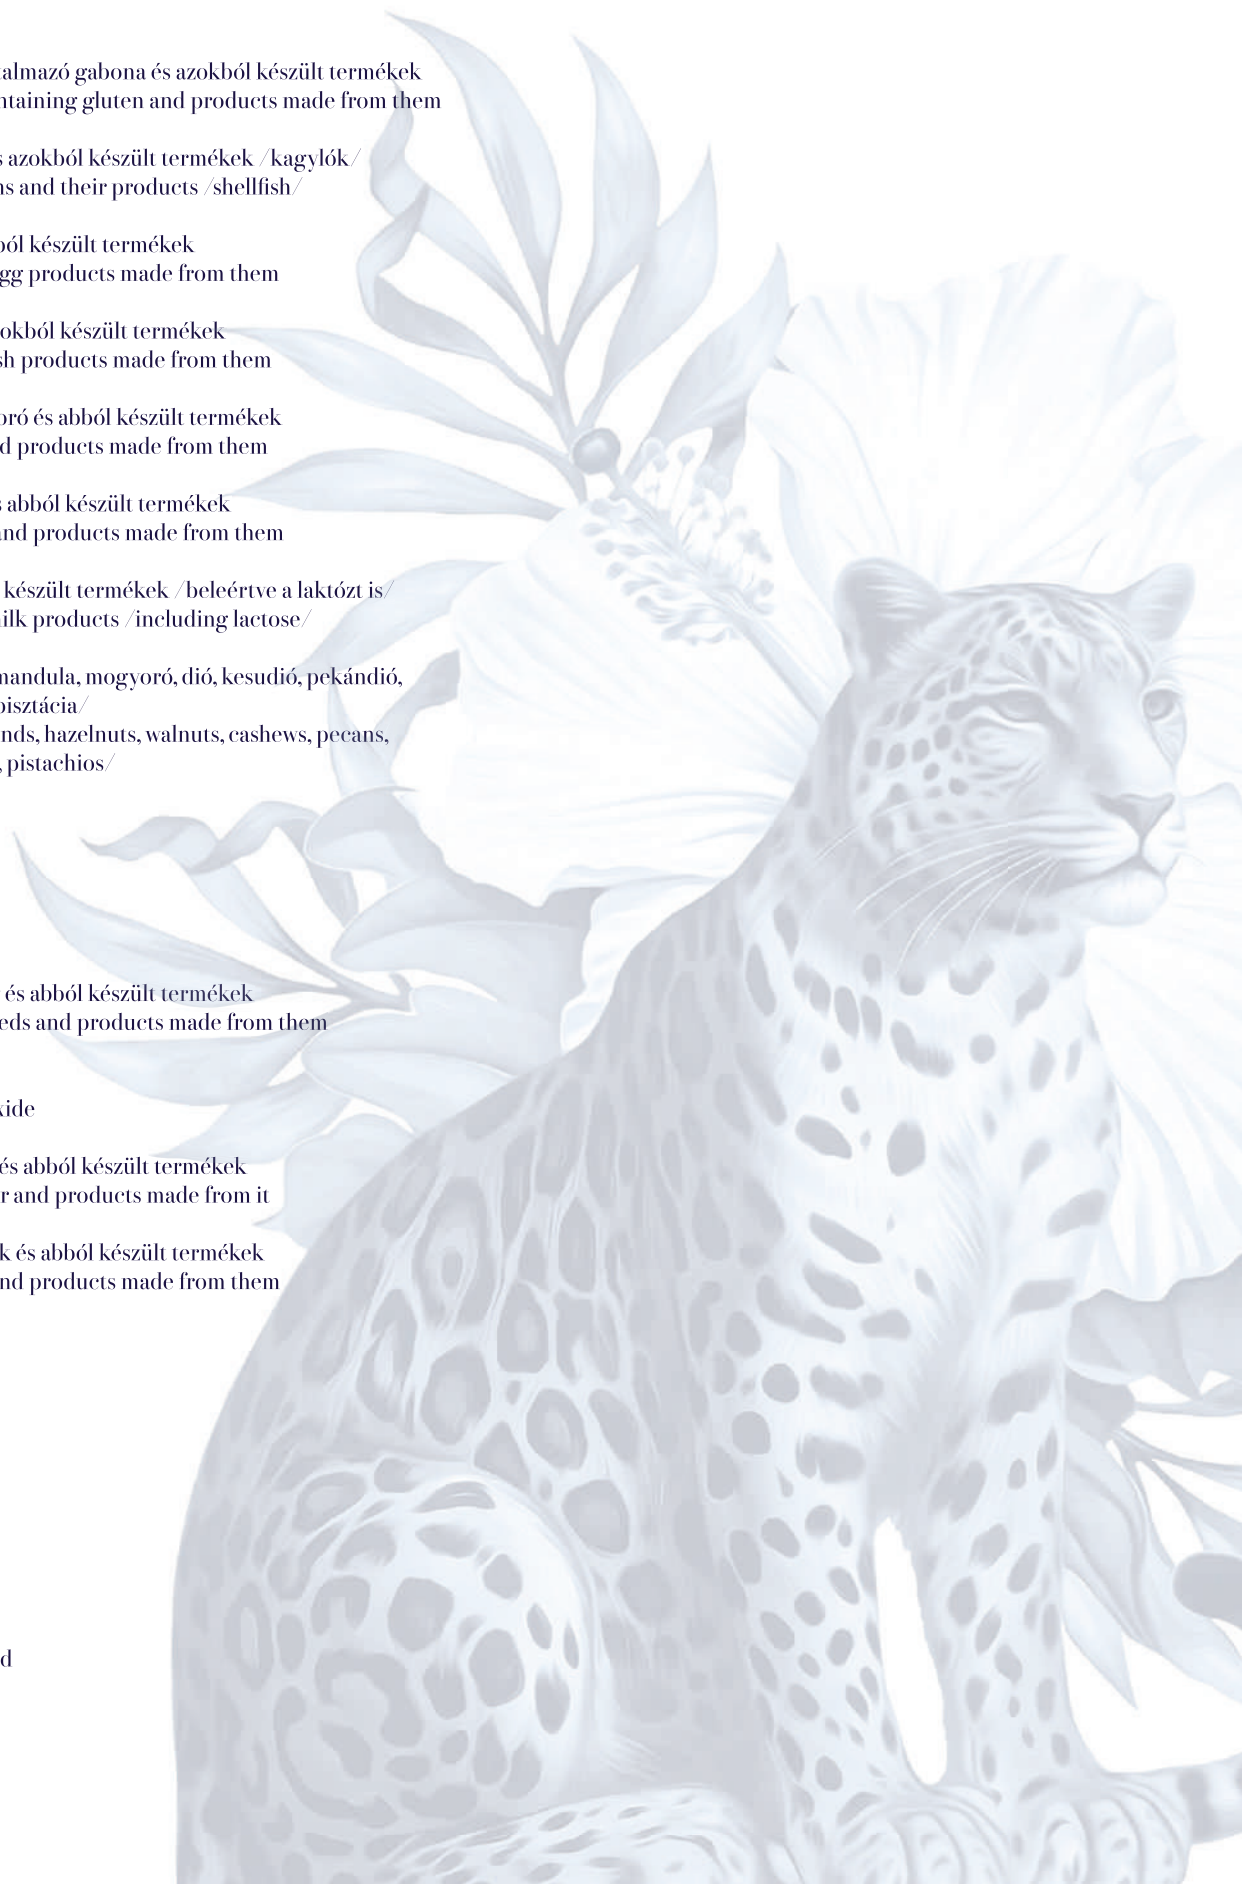 talmazó gabona és azokból készült termékek
ntaining gluten and products made from them
s azokból készült termékek /kagylók/
ns and their products /shellfish/
ból készült termékek
gg products made from them
okból készült termékek
sh products made from them
oró és abból készült termékek
d products made from them
s abból készült termékek
and products made from them
készült termékek /beleértve a laktózt is/
ilk products /including lactose/
mandula, mogyoró, dió, kesudió, pekándió,
pisztácia/
nds, hazelnuts, walnuts, cashews, pecans,
, pistachios/
és abból készült termékek
eds and products made from them
xide
és abból készült termékek
r and products made from it
k és abból készült termékek
nd products made from them
d